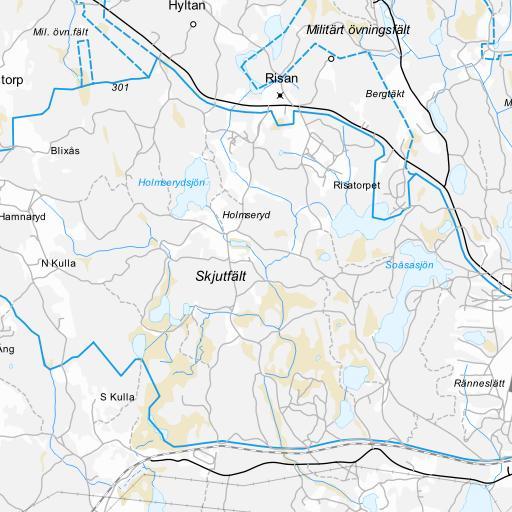 Hyltan
Mil. övn.fält
Militärt övningsfält
torp
301
Risan
Bergtäkt
Blixås
Holmserydsjön
Risatorpet
Hamnaryd
Holmseryd
N Kulla
Soåsasjön
Skjutfält
Äng
Ränneslätt
S Kulla